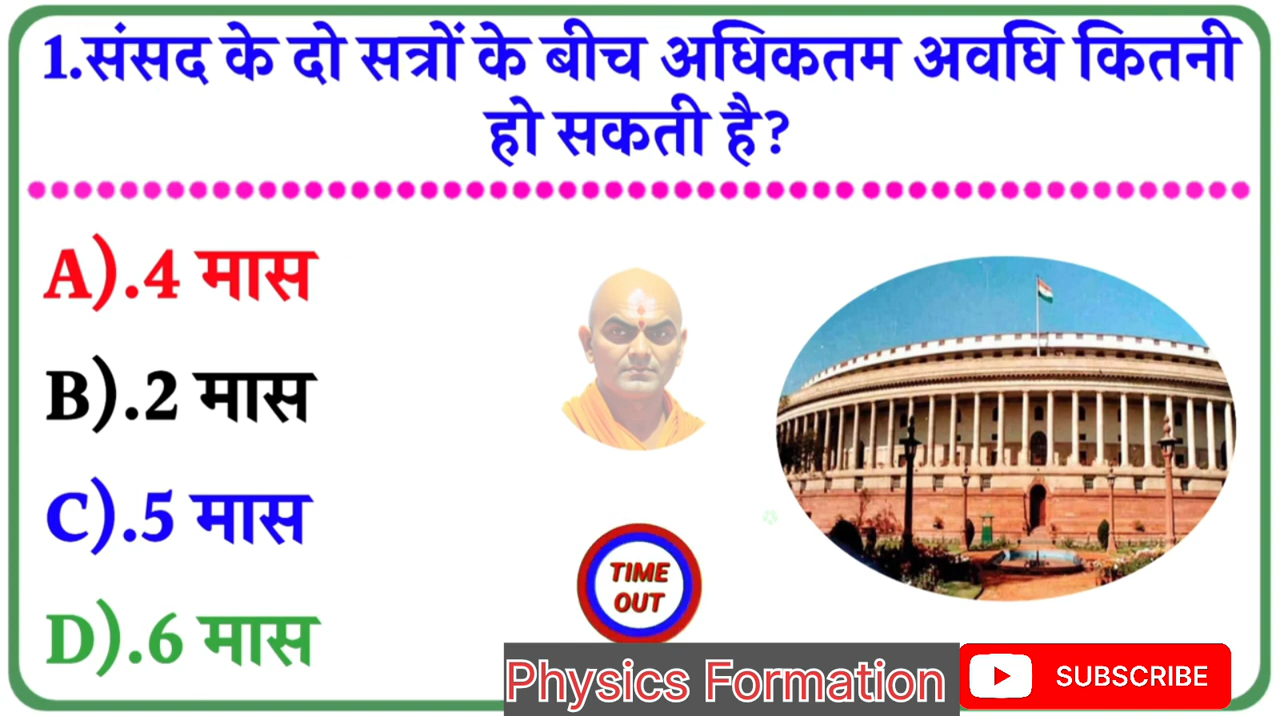 1.संसद के दो सत्रों के बीच अधिकतम अवधि कितनी
हो सकती है?
A).4 मास
B).2 मास
C).5 मास
D).6 मास
TIME
OUT
Physics Formation
SUBSCRIBE